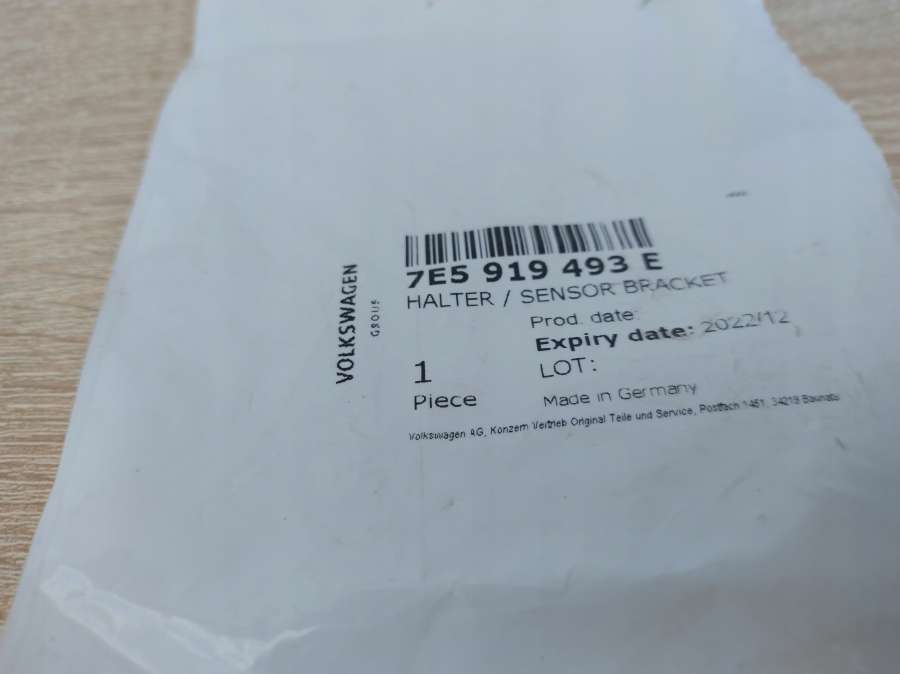 VOLKSWAGEN
GROUP
7E5 919 493 E
HALTER / SENSOR BRACKET
Prod. date:
Expiry date: 2022/12
1
LOT:
Piece
Made in Germany
Volkswagen AG, Konzern Vertrieb Original Teile und Service, Postfach 1451, 34219 Baunatal